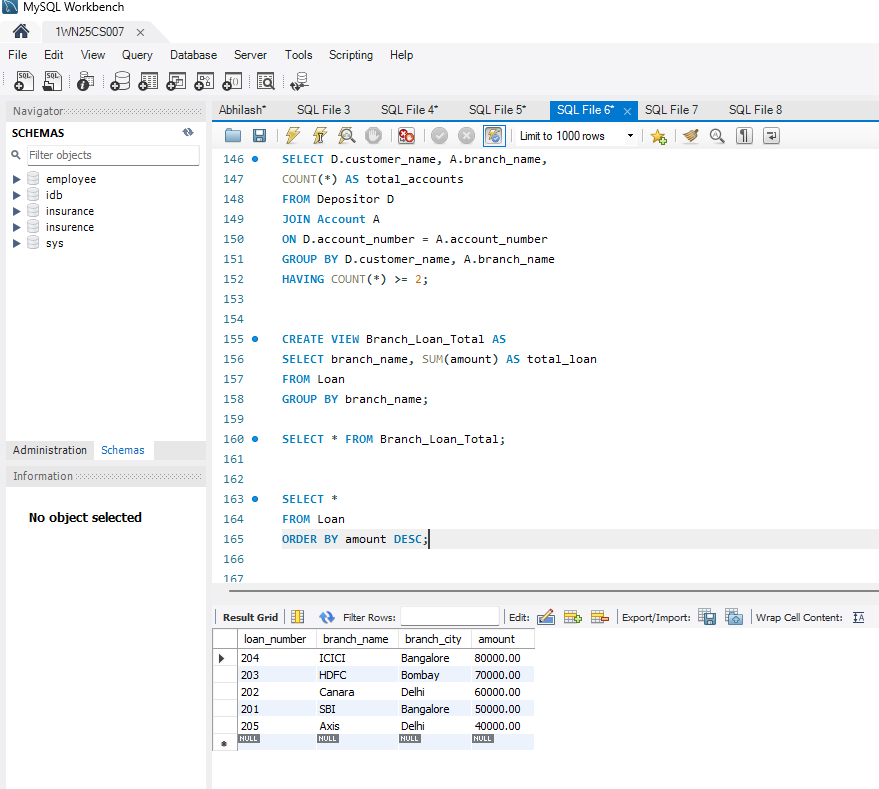 MySQL Workbench
1WN25CS007
File Edit View Query Database Server Tools Scripting Help
Navigator
SCHEMAS
Filter objects
employee
idb
insurance
insurence
sys
Administration Schemas
Information
No object selected
Abhilash* SQL File 3 SQL File 4* SQL File 5* SQL File 6* SQL File 7 SQL File 8
Limit to 1000 rows
146 SELECT D.customer_name, A.branch_name,
147 COUNT(*) AS total_accounts
148 FROM Depositor D
149 JOIN Account A
150 ON D.account_number = A.account_number
151 GROUP BY D.customer_name, A.branch_name
152 HAVING COUNT(*) >= 2;
153
154
155 CREATE VIEW Branch_Loan_Total AS
156 SELECT branch_name, SUM(amount) AS total_loan
157 FROM Loan
158 GROUP BY branch_name;
159
160 SELECT * FROM Branch_Loan_Total;
161
162
163 SELECT *
164 FROM Loan
165 ORDER BY amount DESC;
166
167
Result Grid Filter Rows: Edit: Export/Import: Wrap Cell Content:
loan_number branch_name branch_city amount
204 ICICI Bangalore 80000.00
203 HDFC Bombay 70000.00
202 Canara Delhi 60000.00
201 SBI Bangalore 50000.00
205 Axis Delhi 40000.00
NULL NULL NULL NULL